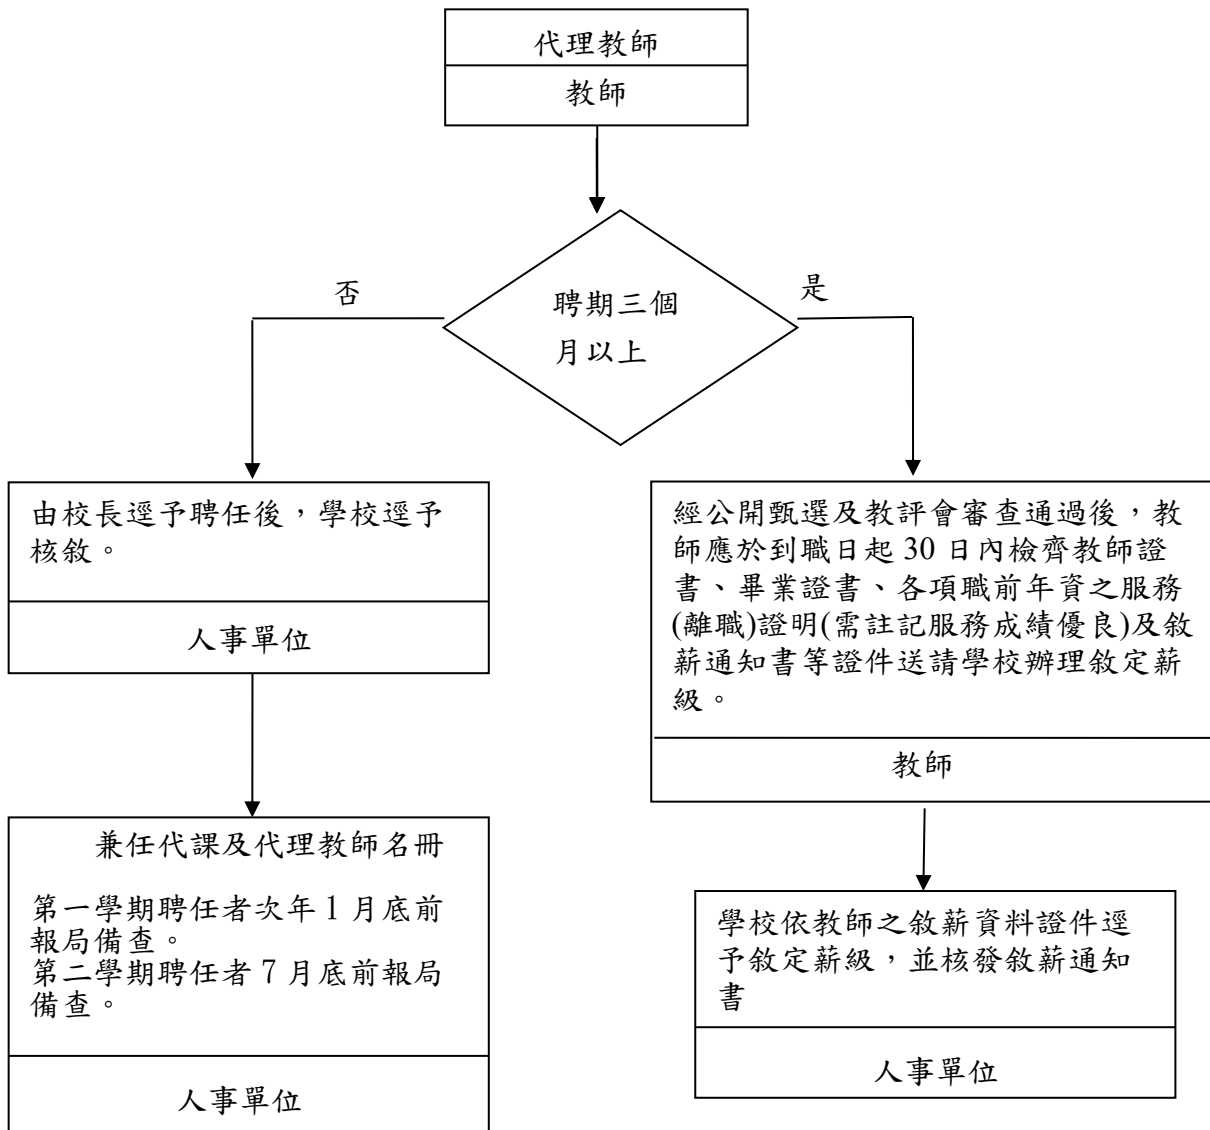 代理教師
教師
否
是
聘期三個
月以上
由校長逕予聘任後，學校逕予
核敘。
人事單位
經公開甄選及教評會審查通過後，教
師應於到職日起 30 日內檢齊教師證
書、畢業證書、各項職前年資之服務
(離職)證明(需註記服務成績優良)及敘
薪通知書等證件送請學校辦理敘定薪
級。
教師
兼任代課及代理教師名冊
第一學期聘任者次年 1 月底前
報局備查。
第二學期聘任者 7 月底前報局
備查。
人事單位
學校依教師之敘薪資料證件逕
予敘定薪級，並核發敘薪通知
書
人事單位